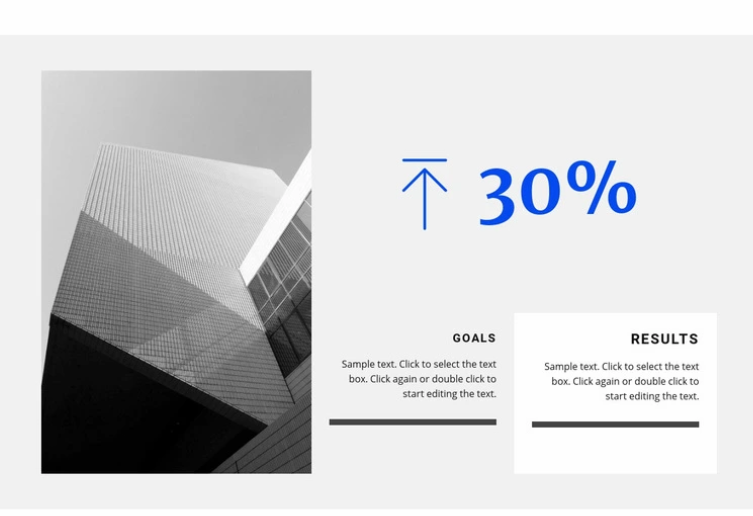 30%
GOALS
Sample text. Click to select the text
box. Click again or double click to
start editing the text.
RESULTS
Sample text. Click to select the text
box. Click again or double click to
start editing the text.